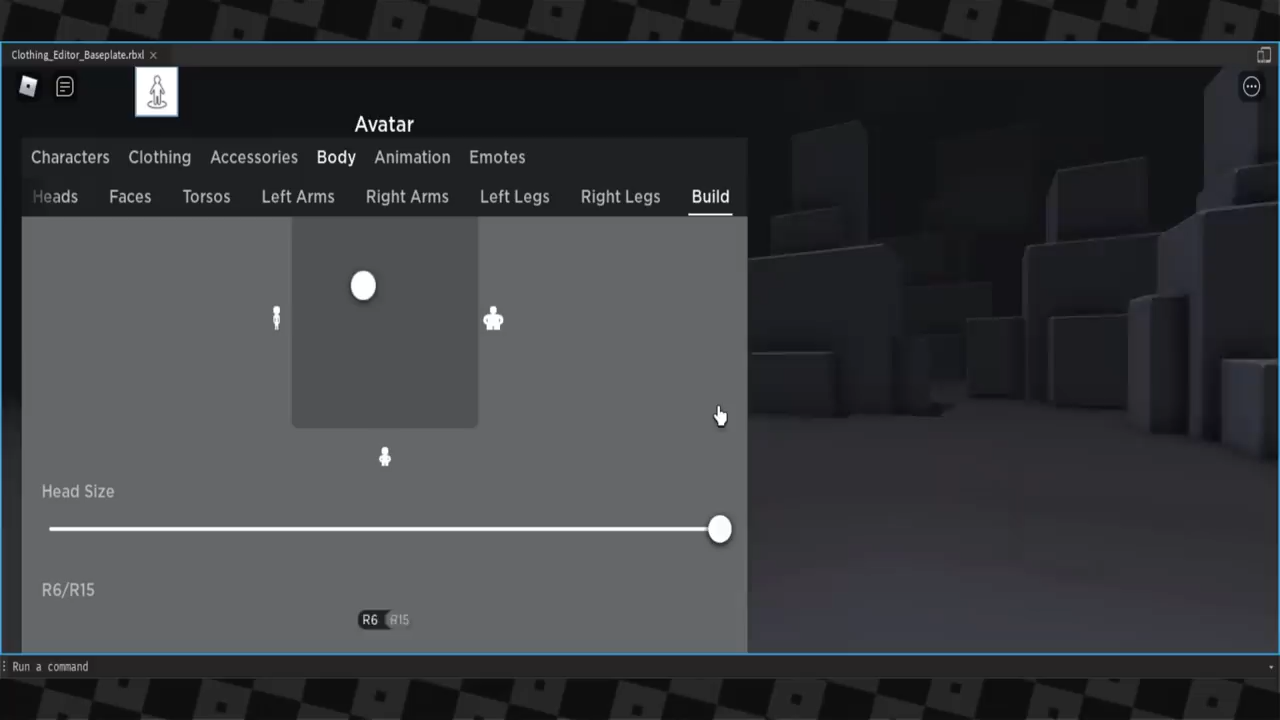 Clothing_Editor_Baseplate.rbxl
Avatar
Characters Clothing Accessories Body Animation Emotes
Heads Faces Torsos Left Arms Right Arms Left Legs Right Legs Build
Head Size
R6/R15
R6 R15
Run a command